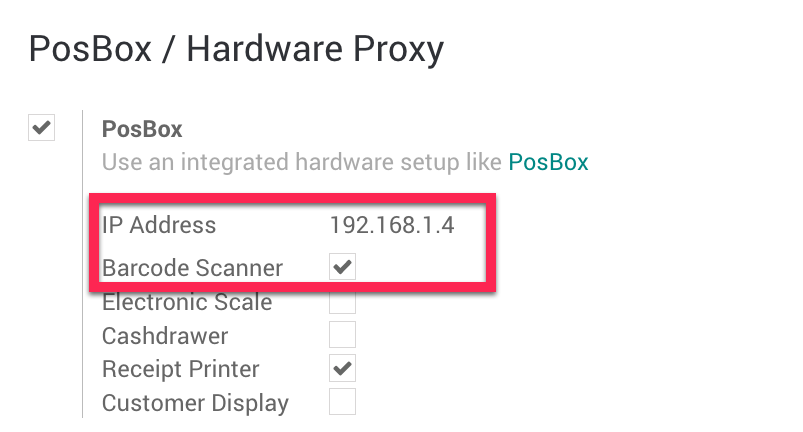 PosBox / Hardware Proxy
PosBox
Use an integrated hardware setup like PosBox
IP Address 192.168.1.4
Barcode Scanner
Electronic Scale
Cashdrawer
Receipt Printer
Customer Display